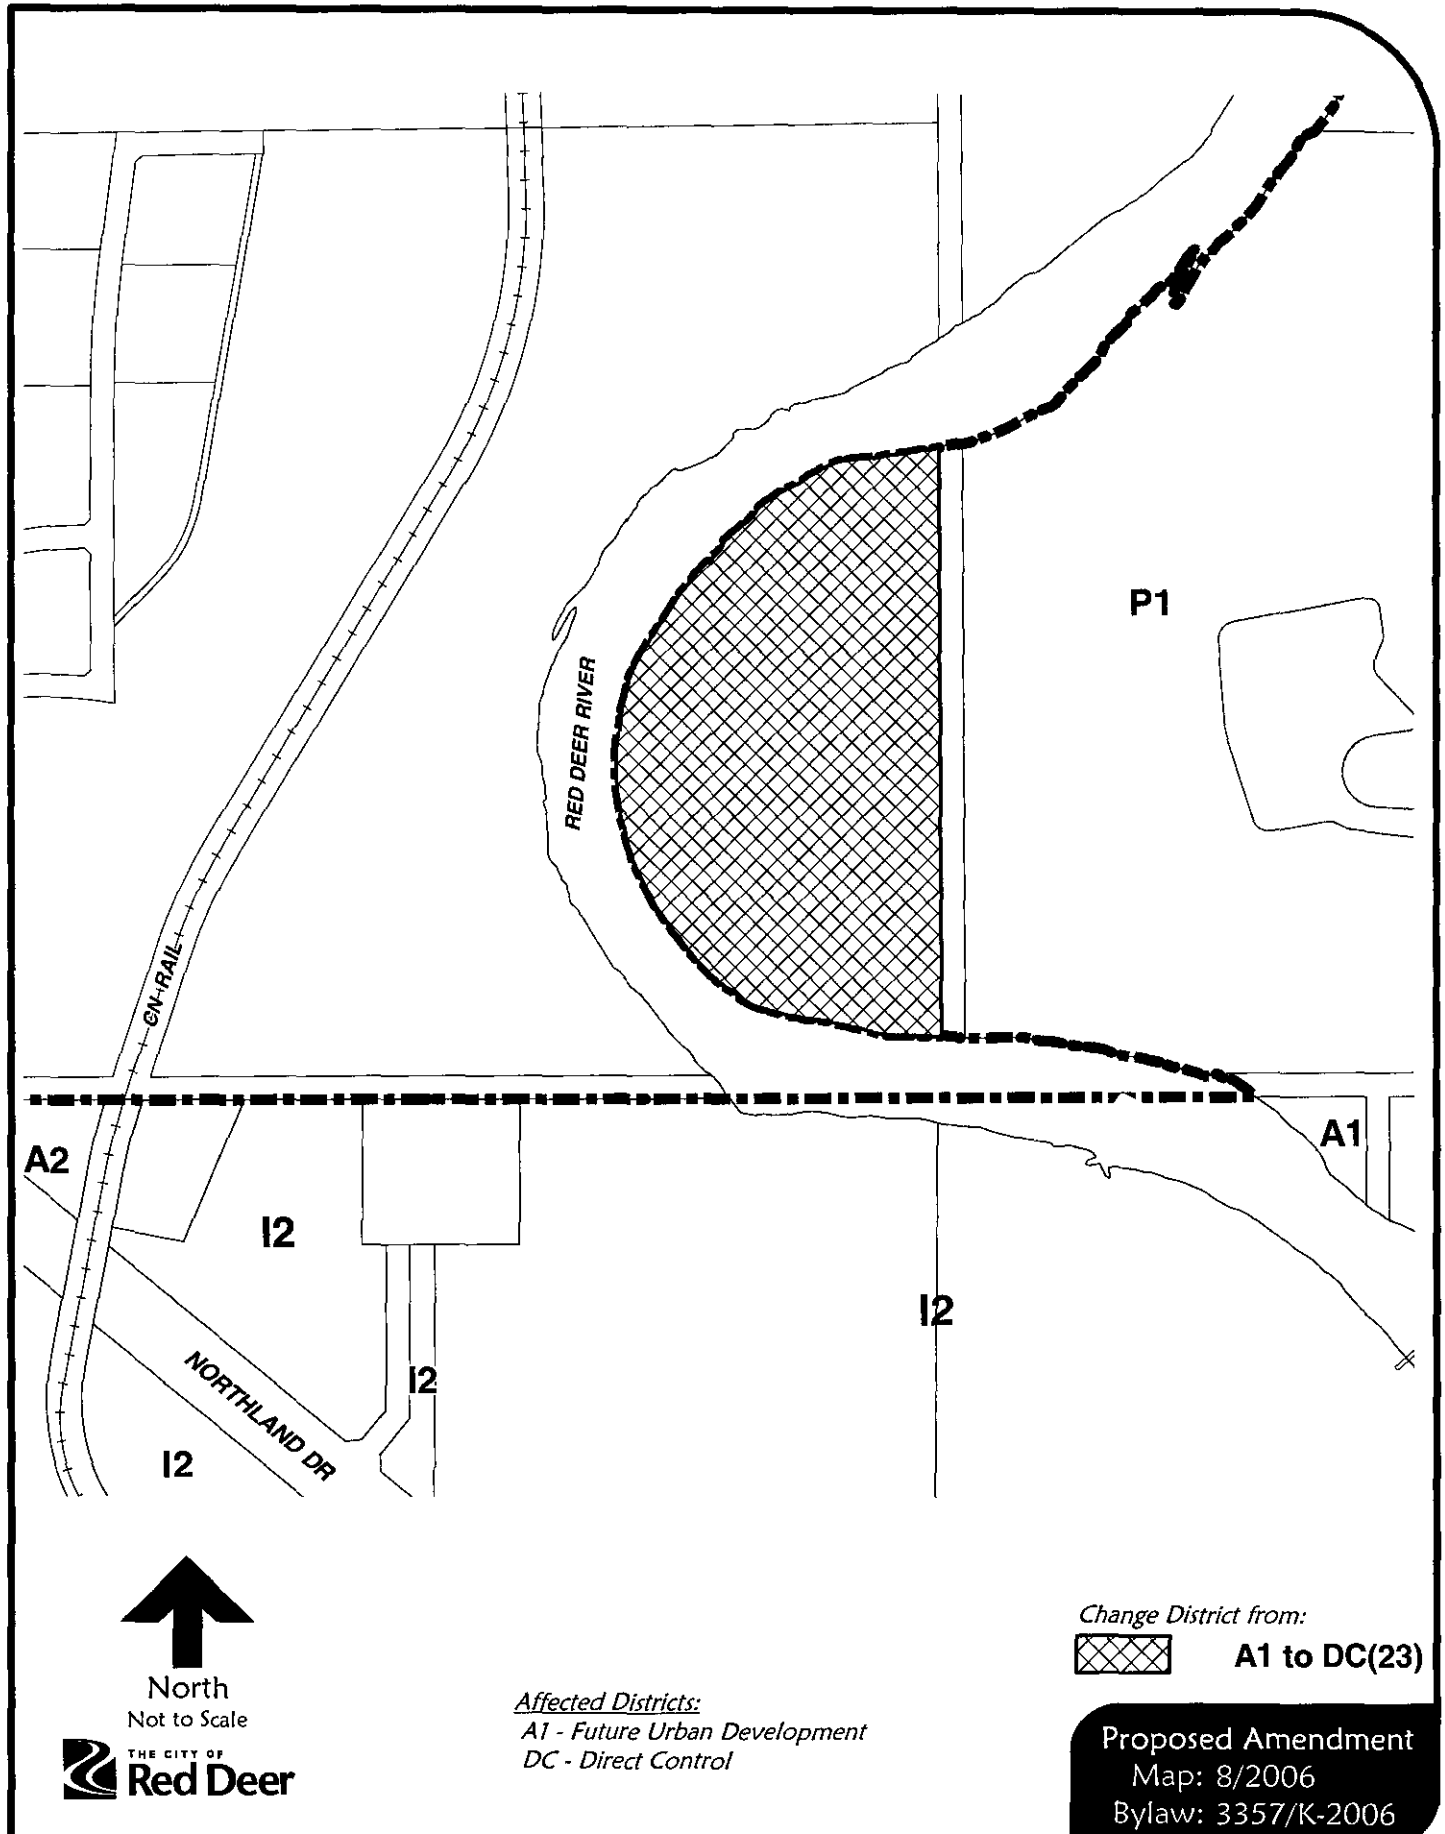 P1
RED DEER RIVER
CN RAIL
A2
A1
I2
I2
I2
NORTHLAND DR
I2
North
Not to Scale
THE CITY OF
Red Deer
Affected Districts:
A1 - Future Urban Development
DC - Direct Control
Change District from:
A1 to DC(23)
Proposed Amendment
Map: 8/2006
Bylaw: 3357/K-2006